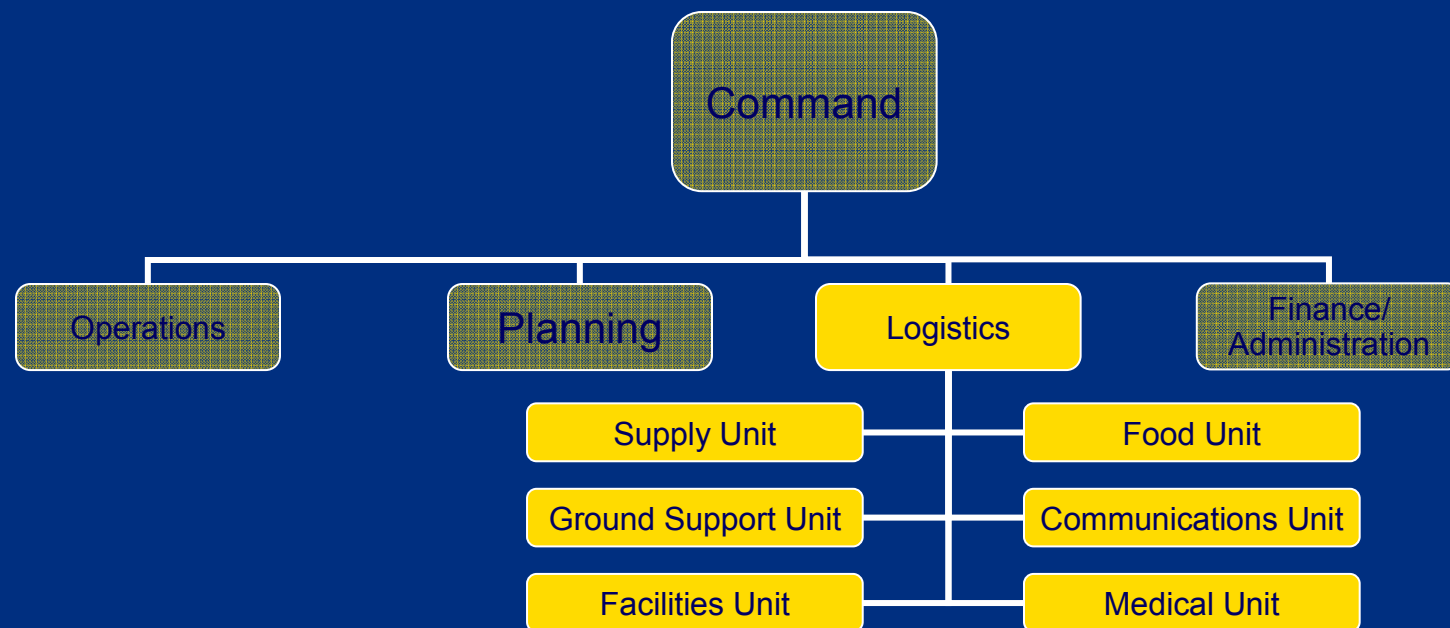 Command
Operations
Planning
Logistics
Finance/
Administration
Supply Unit
Food Unit
Ground Support Unit
Communications Unit
Facilities Unit
Medical Unit